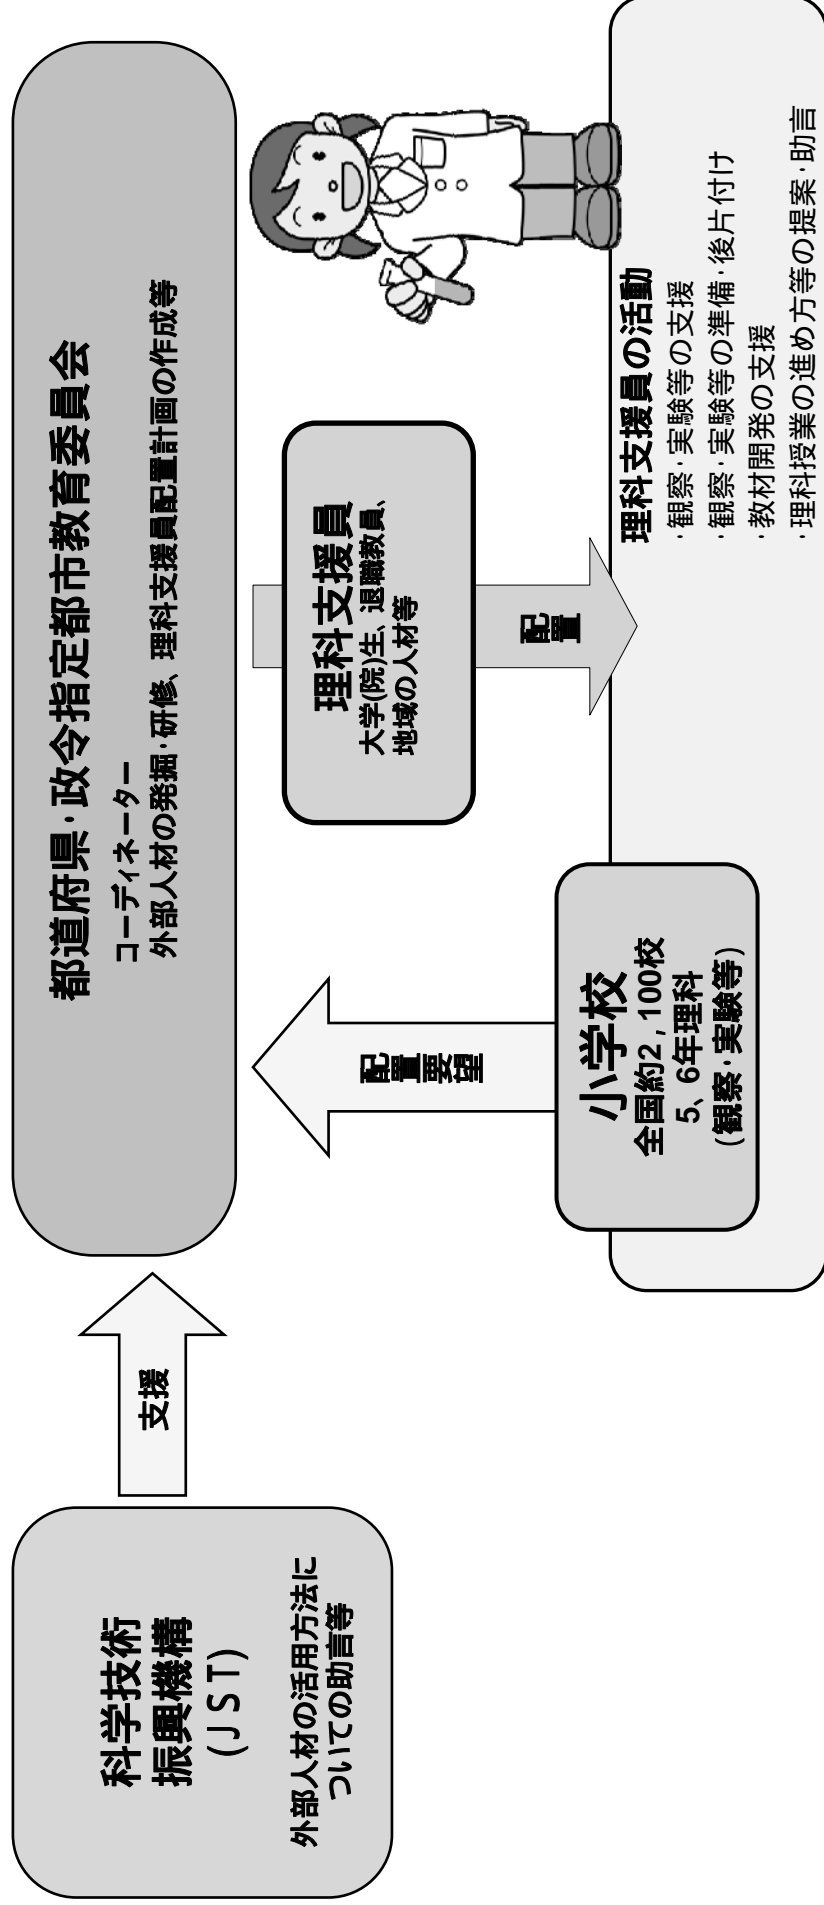 科学技術
振興機構
(ＪＳＴ)
外部人材の活用方法に
ついての助言等
支援
都道府県・政令指定都市教育委員会
コーディネーター
外部人材の発掘・研修、理科支援員配置計画の作成等
配置
要望
理科支援員
大学(院)生、退職教員、
地域の人材等
配
置
小学校
全国約2,100校
5、6年理科
(観察・実験等)
理科支援員の活動
・観察・実験等の支援
・観察・実験等の準備・後片付け
・教材開発の支援
・理科授業の進め方等の提案・助言